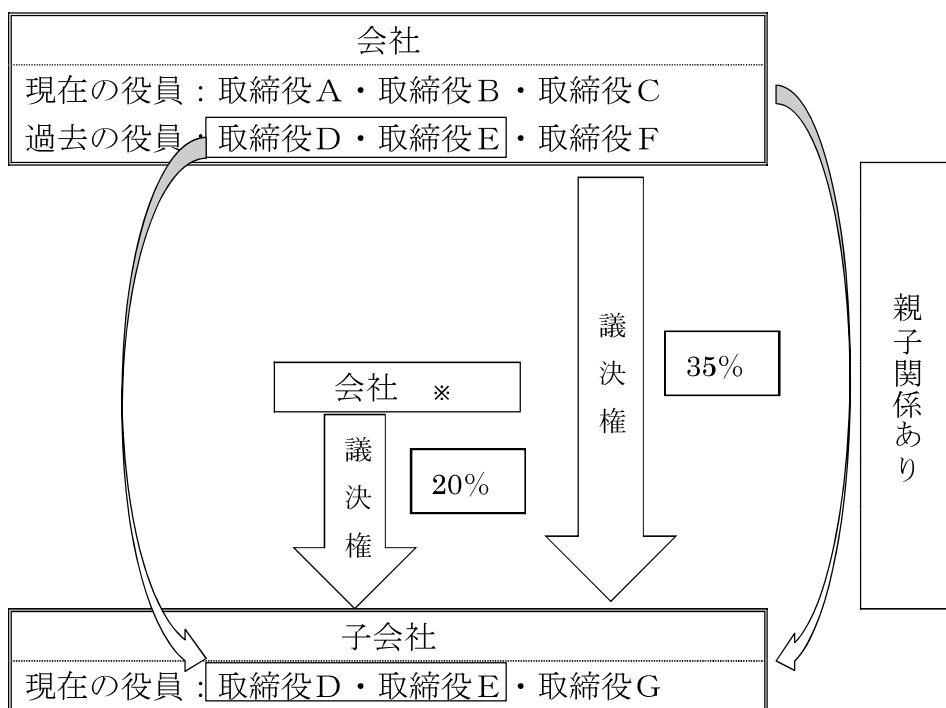 会社
現在の役員：取締役A・取締役B・取締役C
過去の役員：取締役D・取締役E・取締役F
議決権
35%
親子関係あり
会社 ※
議決権
20%
子会社
現在の役員：取締役D・取締役E・取締役G